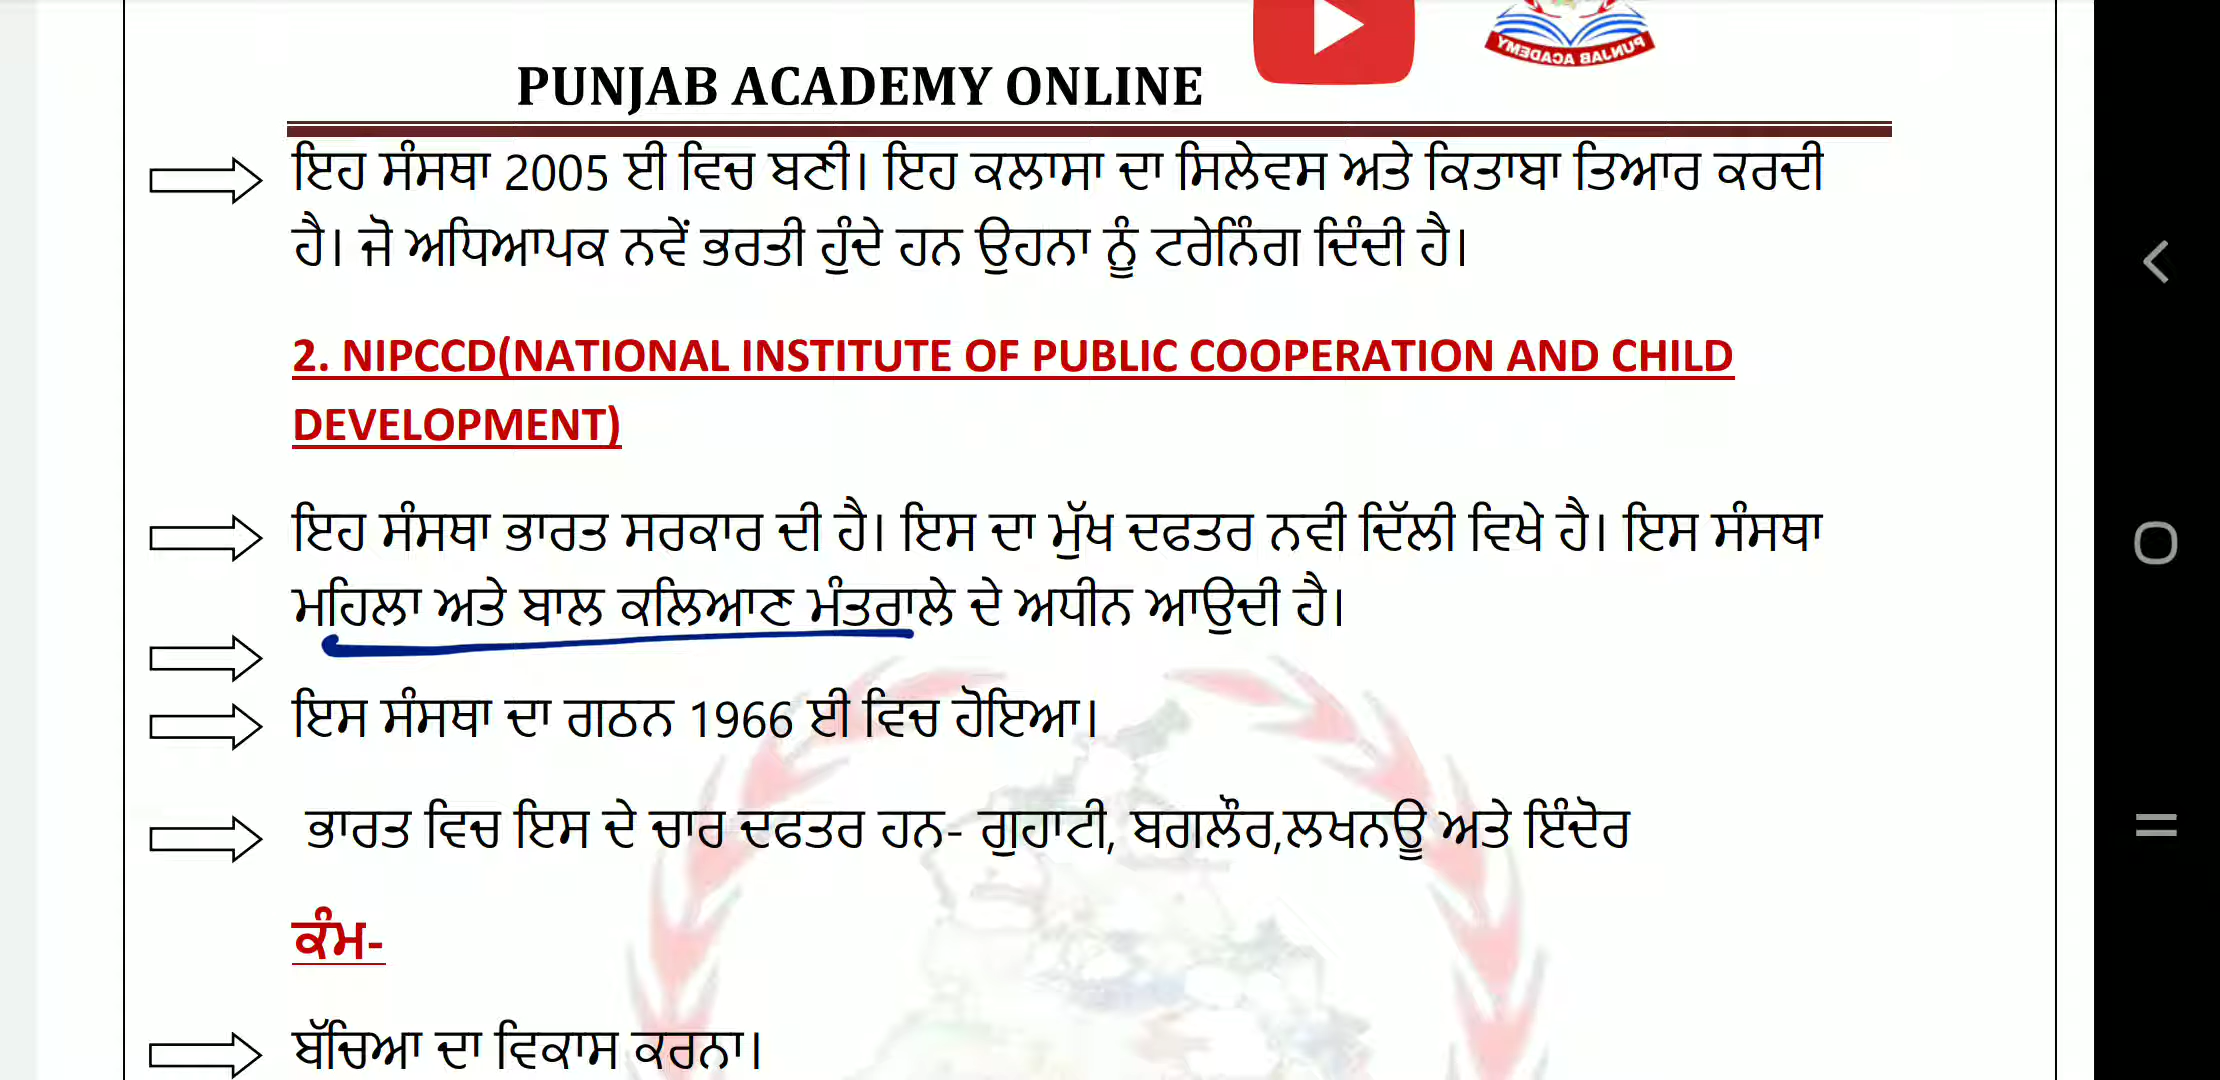 PUNJAB ACADEMY
PUNJAB ACADEMY ONLINE
ਇਹ ਸੰਸਥਾ 2005 ਈ ਵਿਚ ਬਣੀ। ਇਹ ਕਲਾਸਾ ਦਾ ਸਿਲੇਵਸ ਅਤੇ ਕਿਤਾਬਾ ਤਿਆਰ ਕਰਦੀ
ਹੈ। ਜੋ ਅਧਿਆਪਕ ਨਵੇਂ ਭਰਤੀ ਹੁੰਦੇ ਹਨ ਉਹਨਾ ਨੂੰ ਟਰੇਨਿੰਗ ਦਿੰਦੀ ਹੈ।
2. NIPCCD(NATIONAL INSTITUTE OF PUBLIC COOPERATION AND CHILD
DEVELOPMENT)
ਇਹ ਸੰਸਥਾ ਭਾਰਤ ਸਰਕਾਰ ਦੀ ਹੈ। ਇਸ ਦਾ ਮੁੱਖ ਦਫਤਰ ਨਵੀ ਦਿੱਲੀ ਵਿਖੇ ਹੈ। ਇਸ ਸੰਸਥਾ
ਮਹਿਲਾ ਅਤੇ ਬਾਲ ਕਲਿਆਣ ਮੰਤਰਾਲੇ ਦੇ ਅਧੀਨ ਆਉਦੀ ਹੈ।
ਇਸ ਸੰਸਥਾ ਦਾ ਗਠਨ 1966 ਈ ਵਿਚ ਹੋਇਆ।
ਭਾਰਤ ਵਿਚ ਇਸ ਦੇ ਚਾਰ ਦਫਤਰ ਹਨ- ਗੁਹਾਟੀ, ਬਗਲੌਰ,ਲਖਨਊ ਅਤੇ ਇੰਦੋਰ
ਕੰਮ-
ਬੱਚਿਆ ਦਾ ਵਿਕਾਸ ਕਰਨਾ।